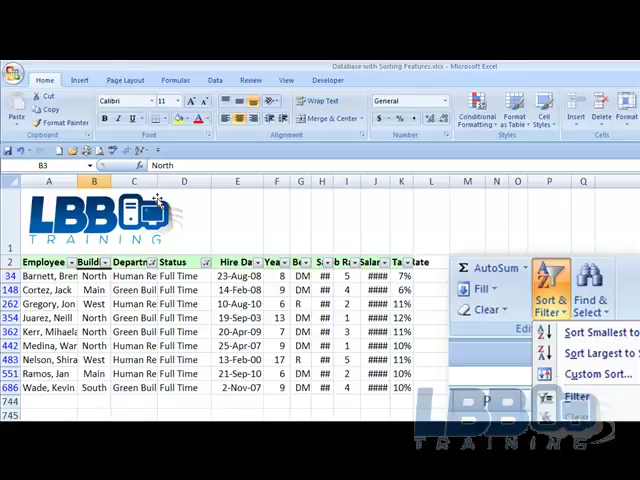 Database with Sorting Features.xlsx - Microsoft Excel
Home Insert Page Layout Formulas Data Review View Developer
Cut
Copy
Format Painter
Paste
Clipboard
Calibri 11
B I U
Font
Wrap Text
Merge & Center
Alignment
General
$ % ,
Number
Conditional Formatting
Format as Table
Cell Styles
Insert
Delete
Format
B3 North
A B C D E F G H I J K L M N O P Q
1
LBB
TRAINING
2 Employee Buildi Departm Status Hire Da Yea Be S b Ra Salar Ta Rate
34 Barnett, Bren North Human Re Full Time 23-Aug-08 8 DM ## 5 #### 7%
148 Cortez, Jack Main Green Buil Full Time 14-Feb-08 9 DM ## 4 #### 6%
262 Gregory, Jon West Human Re Full Time 10-Aug-10 6 R ## 4 #### 11%
354 Juarez, Neill North Human Re Full Time 19-Sep-03 13 DM ## 2 #### 12%
362 Kerr, Mihaela North Human Re Full Time 20-Apr-09 7 DM ## 3 #### 11%
442 Medina, War North Human Re Full Time 25-Apr-07 9 DM ## 1 #### 10%
483 Nelson, Shira West Human Re Full Time 13-Feb-00 17 R ## 5 #### 11%
551 Ramos, Jan Main Green Buil Full Time 21-Sep-07 9 DM ## 2 #### 10%
686 Wade, Kevin South Green Buil Full Time 2-Nov-07 9 DM ## 4 #### 10%
744
745
Σ AutoSum
Fill
Clear
Sort & Filter
Find & Select
Edi
Sort Smallest to
Sort Largest to S
Custom Sort...
Filter
Clear
P
LBB
TRAINING